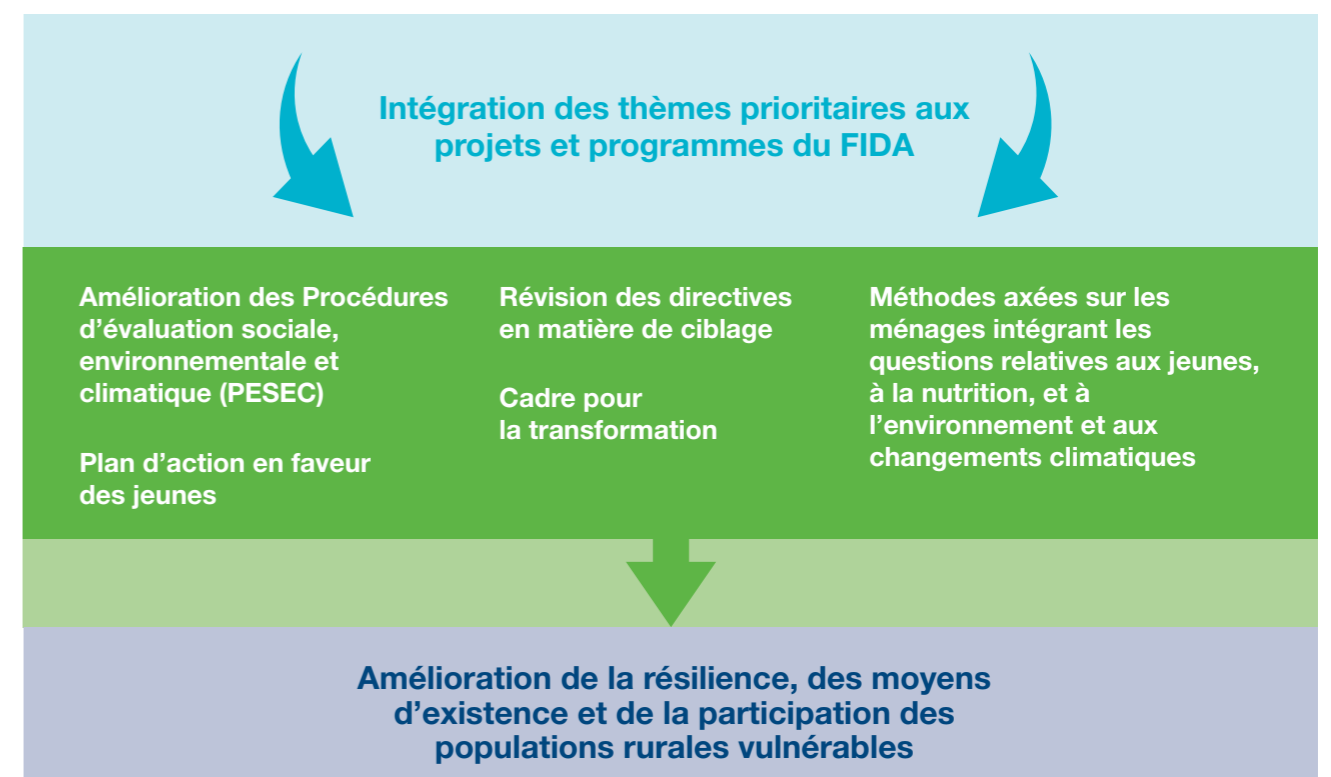 Intégration des thèmes prioritaires aux
projets et programmes du FIDA
Amélioration des Procédures
d’évaluation sociale,
environnementale et
climatique (PESEC)
Plan d’action en faveur
des jeunes
Révision des directives
en matière de ciblage
Cadre pour
la transformation
Méthodes axées sur les
ménages intégrant les
questions relatives aux jeunes,
à la nutrition, et à
l’environnement et aux
changements climatiques
Amélioration de la résilience, des moyens
d’existence et de la participation des
populations rurales vulnérables